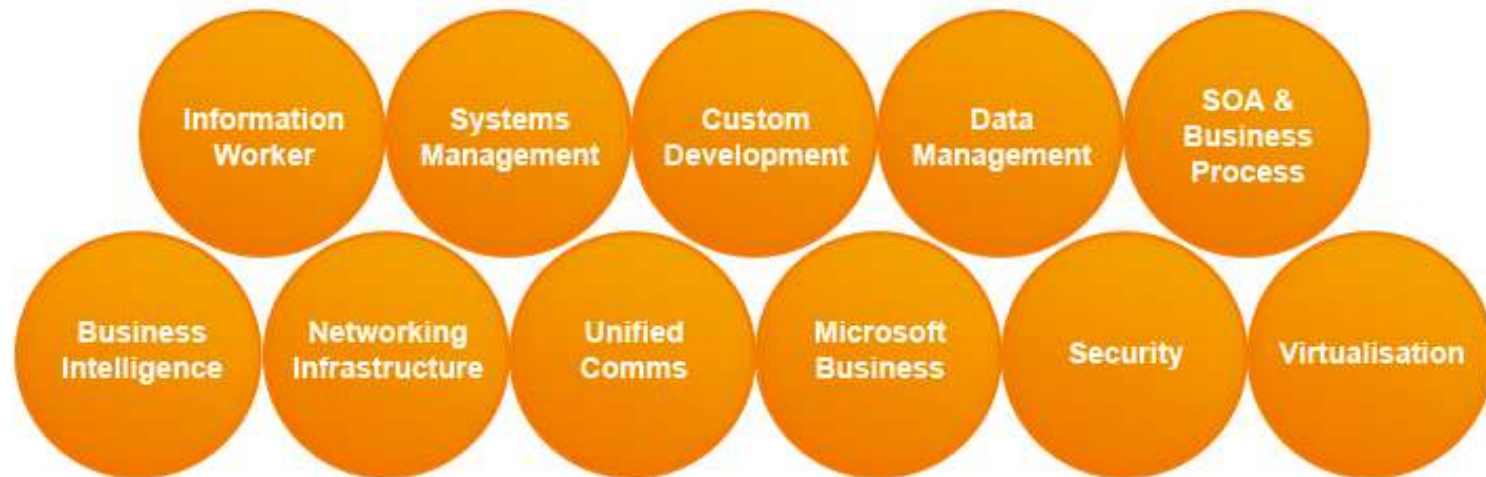 Information
Worker
Systems
Management
Custom
Development
Data
Management
SOA &
Business
Process
Business
Intelligence
Networking
Infrastructure
Unified
Comms
Microsoft
Business
Security
Virtualisation